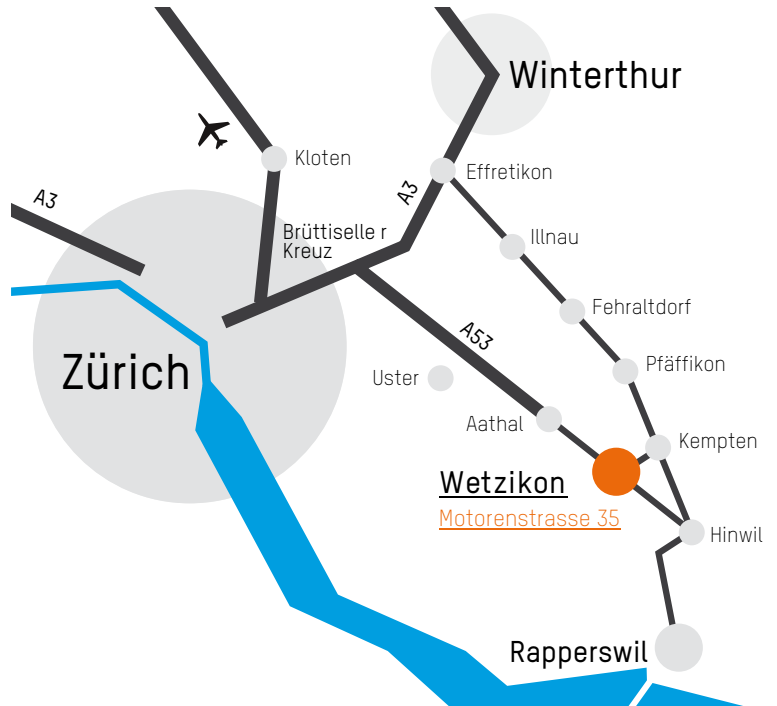 Winterthur
Kloten
Effretikon
A3
A3
Brüttiselle r
Kreuz
Illnau
Fehraltdorf
A53
Zürich
Uster
Pfäffikon
Aathal
Kempten
Wetzikon
Motorenstrasse 35
Hinwil
Rapperswil